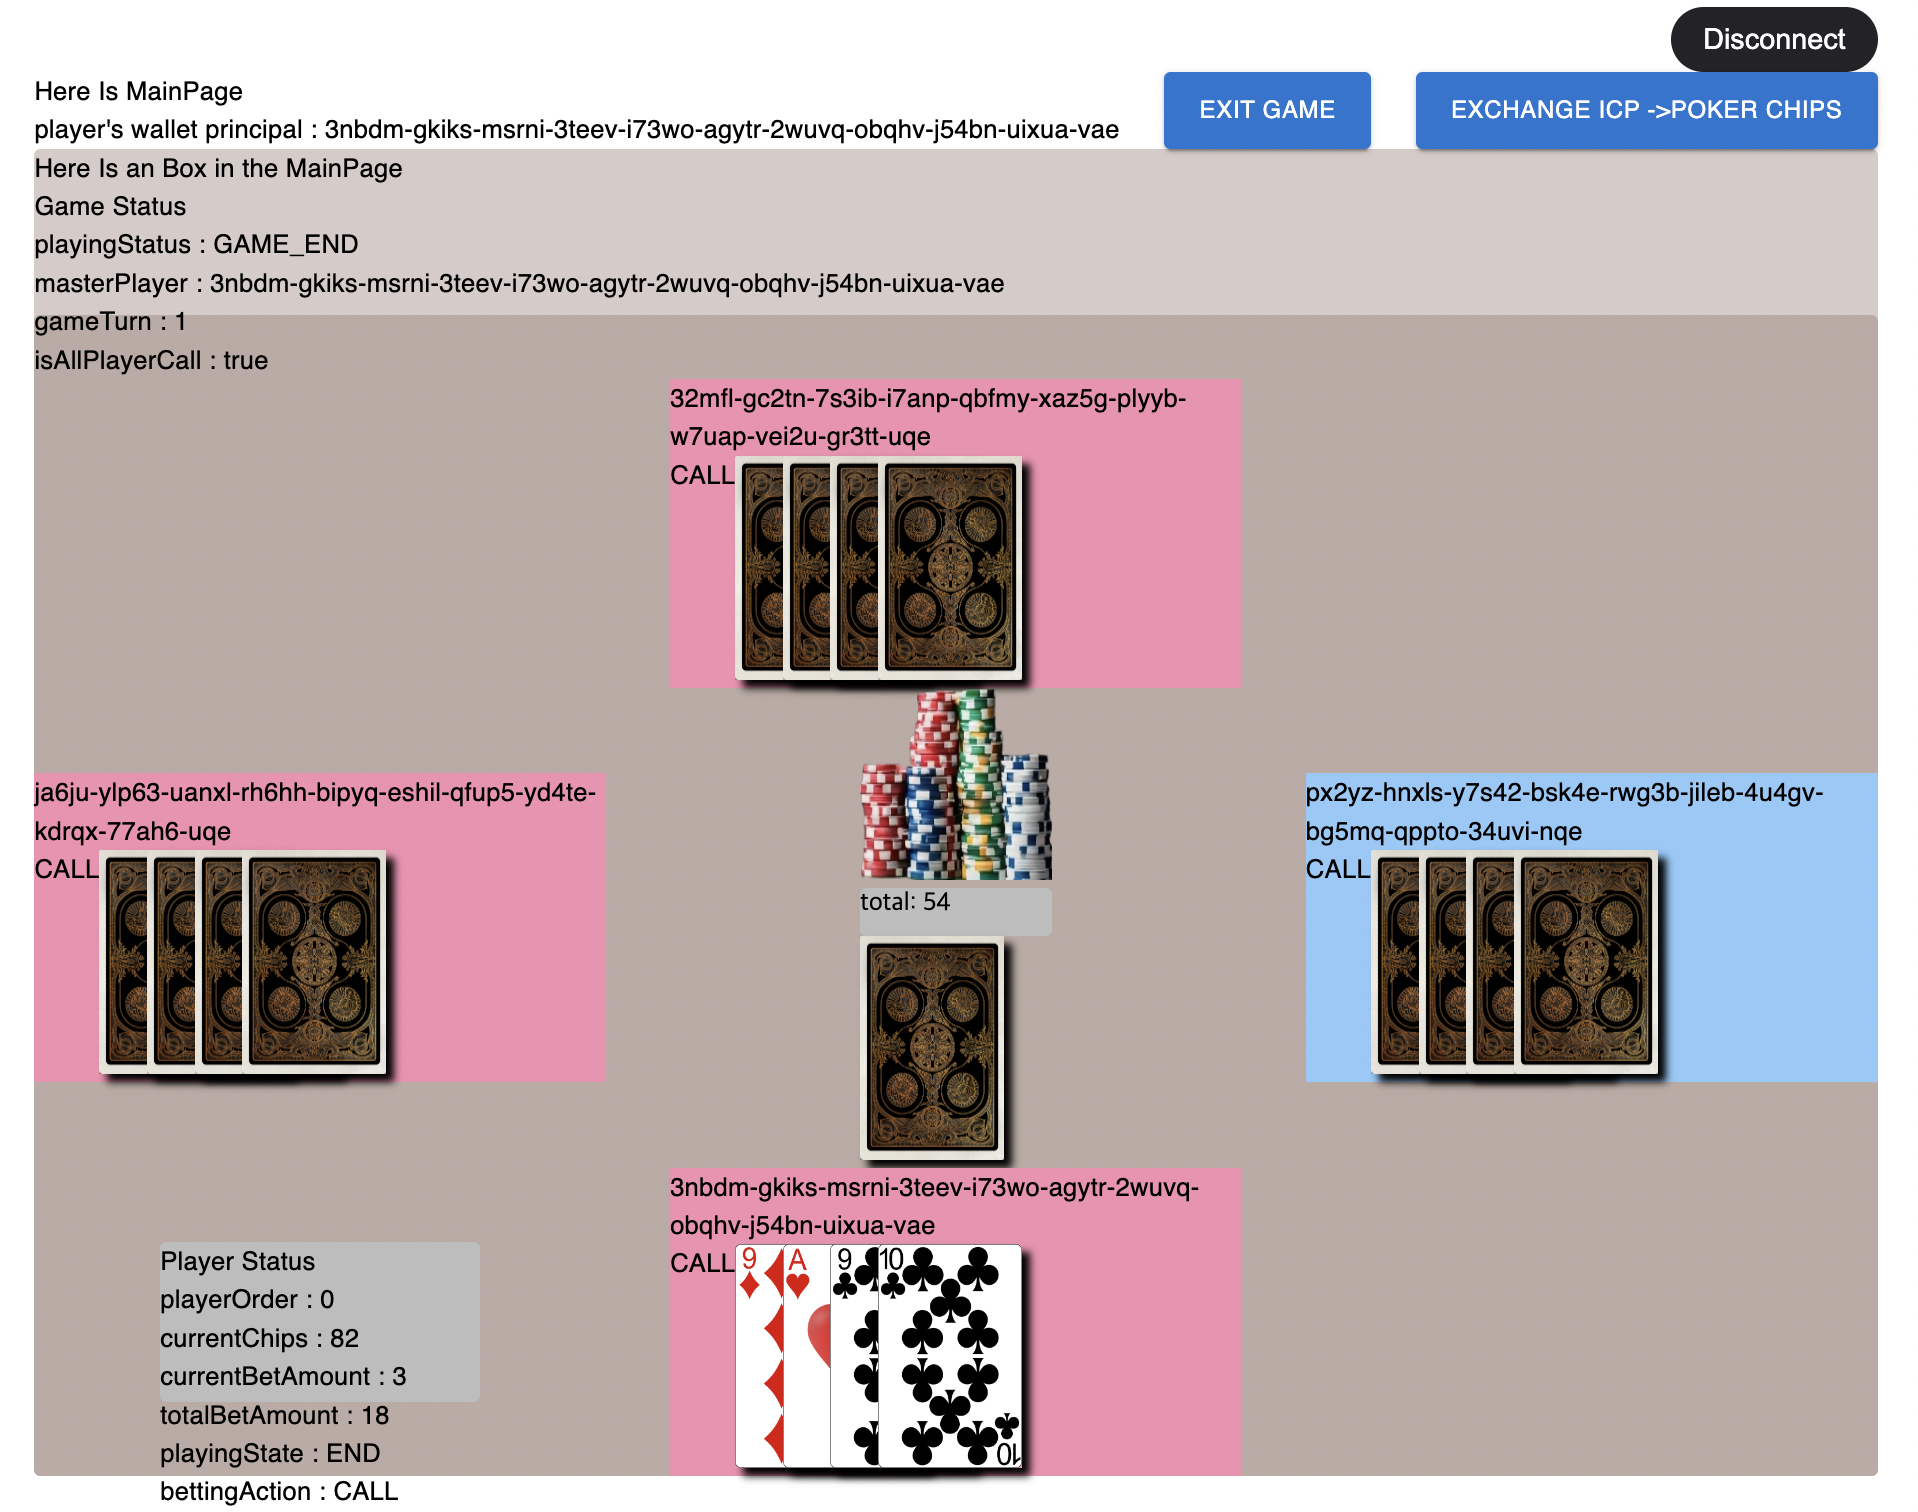 Disconnect
Here Is MainPage
player's wallet principal : 3nbdm-gkiks-msrni-3teev-i73wo-agytr-2wuvq-obqhv-j54bn-uixua-vae
EXIT GAME
EXCHANGE ICP ->POKER CHIPS
Here Is an Box in the MainPage
Game Status
playingStatus : GAME_END
masterPlayer : 3nbdm-gkiks-msrni-3teev-i73wo-agytr-2wuvq-obqhv-j54bn-uixua-vae
gameTurn : 1
isAllPlayerCall : true
32mfl-gc2tn-7s3ib-i7anp-qbfmy-xaz5g-plyyb-
w7uap-vei2u-gr3tt-uqe
CALL
ja6ju-ylp63-uanxl-rh6hh-bipyq-eshil-qfup5-yd4te-
kdrqx-77ah6-uqe
CALL
total: 54
px2yz-hnxls-y7s42-bsk4e-rwg3b-jileb-4u4gv-
bg5mq-qppto-34uvi-nqe
CALL
3nbdm-gkiks-msrni-3teev-i73wo-agytr-2wuvq-
obqhv-j54bn-uixua-vae
CALL
9
A
9
10
10
Player Status
playerOrder : 0
currentChips : 82
currentBetAmount : 3
totalBetAmount : 18
playingState : END
bettingAction : CALL